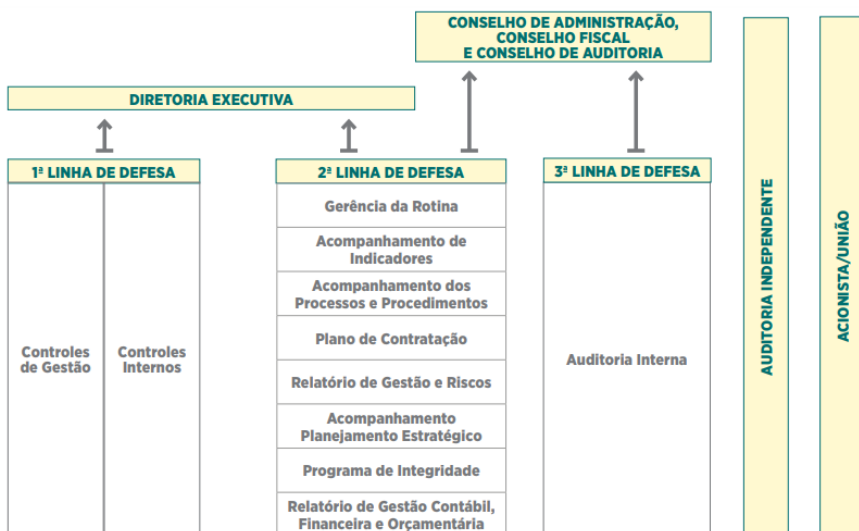 CONSELHO DE ADMINISTRAÇÃO,
CONSELHO FISCAL
E CONSELHO DE AUDITORIA
DIRETORIA EXECUTIVA
1ª LINHA DE DEFESA
Controles
de Gestão
Controles
Internos
2ª LINHA DE DEFESA
Gerência da Rotina
Acompanhamento de
Indicadores
Acompanhamento dos
Processos e Procedimentos
Plano de Contratação
Relatório de Gestão e Riscos
Acompanhamento
Planejamento Estratégico
Programa de Integridade
Relatório de Gestão Contábil,
Financeira e Orçamentária
3ª LINHA DE DEFESA
Auditoria Interna
AUDITORIA INDEPENDENTE
ACIONISTA/UNIÃO